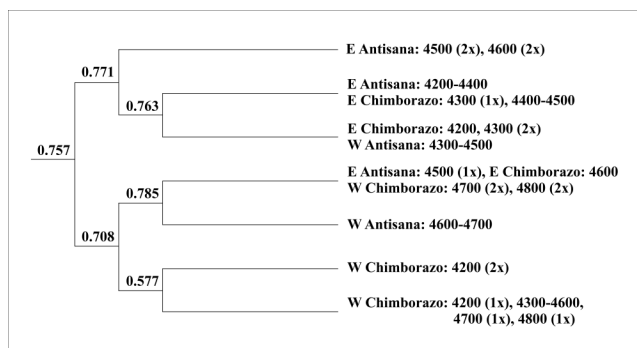 E Antisana: 4500 (2x), 4600 (2x)
0.771
E Antisana: 4200-4400
E Chimborazo: 4300 (1x), 4400-4500
0.763
E Chimborazo: 4200, 4300 (2x)
W Antisana: 4300-4500
0.757
E Antisana: 4500 (1x), E Chimborazo: 4600
W Chimborazo: 4700 (2x), 4800 (2x)
0.785
W Antisana: 4600-4700
0.708
W Chimborazo: 4200 (2x)
0.577
W Chimborazo: 4200 (1x), 4300-4600,
4700 (1x), 4800 (1x)